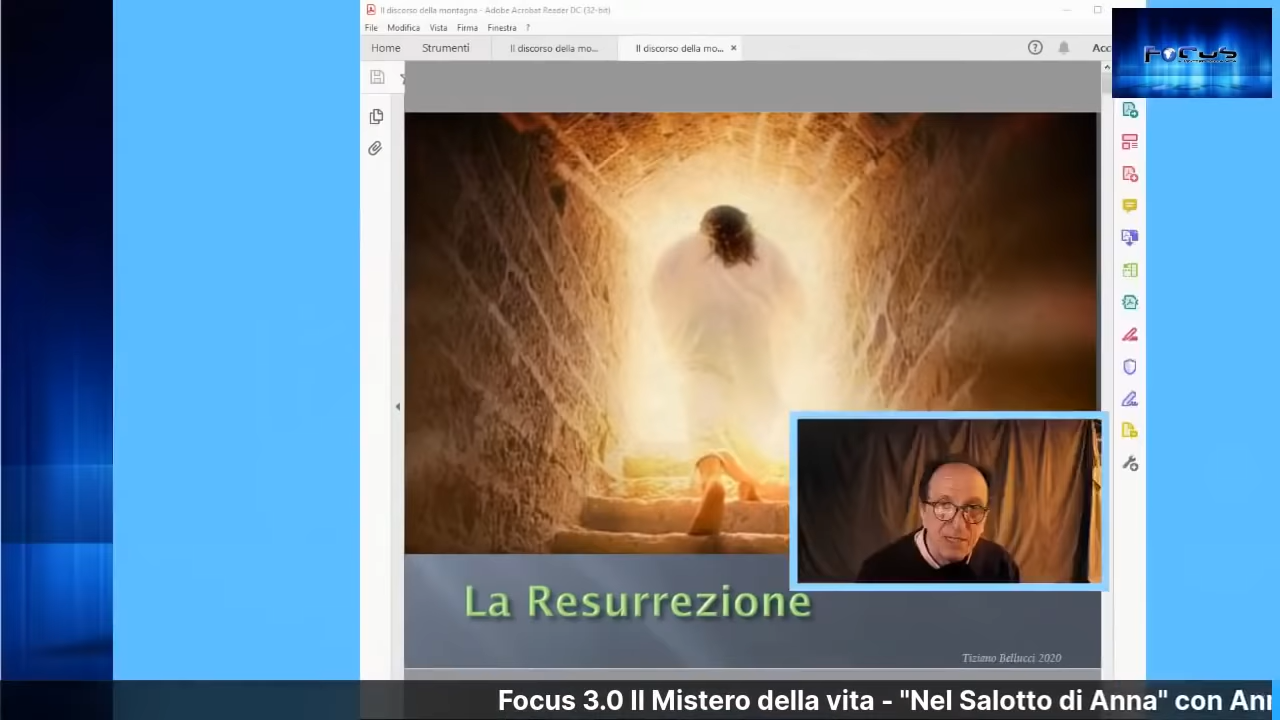 Il discorso della montagna - Adobe Acrobat Reader DC (32-bit)
File Modifica Vista Firma Finestra ?
Home Strumenti Il discorso della mo... Il discorso della mo... × ? Acc
FOCUS
La Resurrezione
Tiziano Bellucci 2020
Focus 3.0 Il Mistero della vita - "Nel Salotto di Anna" con Ann